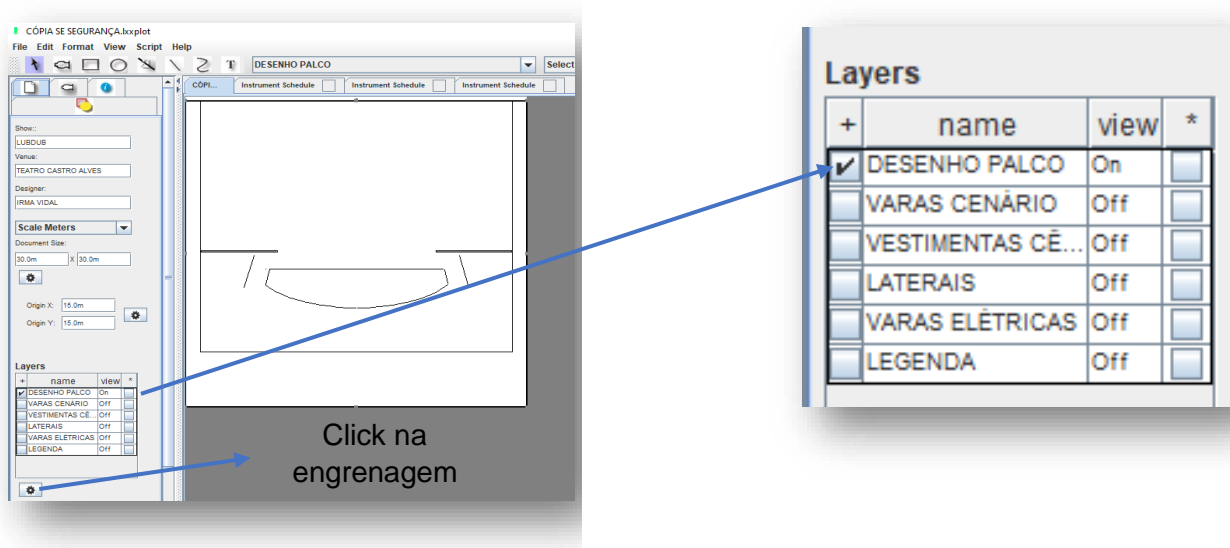 CÓPIA SE SEGURANÇA.lxxplot
File Edit Format View Script Help
T DESENHO PALCO Select
CÓPI... Instrument Schedule Instrument Schedule Instrument Schedule
Show::
LUBDUB
Venue:
TEATRO CASTRO ALVES
Designer:
IRMA VIDAL
Scale Meters
Document Size:
30.0m X 30.0m
Origin X: 15.0m
Origin Y: 15.0m
Layers
+ name view *
DESENHO PALCO On
VARAS CENÁRIO Off
VESTIMENTAS CÊ... Off
LATERAIS Off
VARAS ELÉTRICAS Off
LEGENDA Off
Click na
engrenagem
Layers
+ name view *
DESENHO PALCO On
VARAS CENÁRIO Off
VESTIMENTAS CÊ... Off
LATERAIS Off
VARAS ELÉTRICAS Off
LEGENDA Off